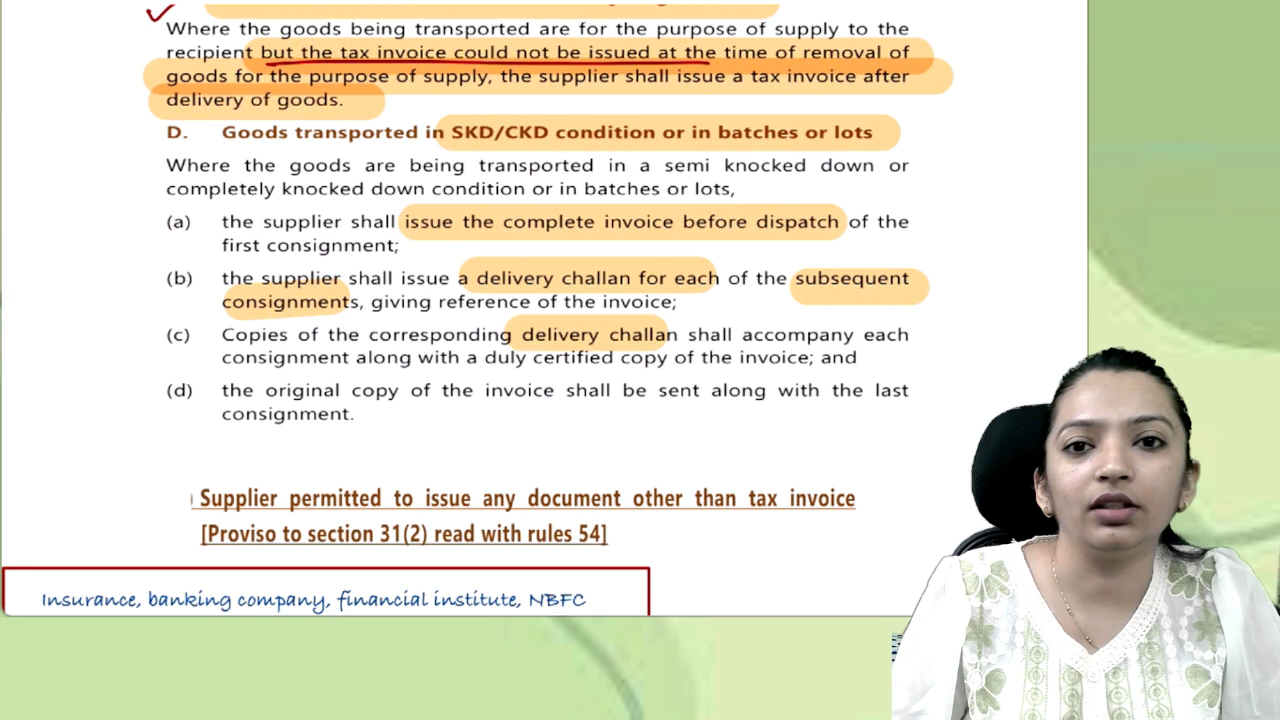 Where the goods being transported are for the purpose of supply to the
recipient but the tax invoice could not be issued at the time of removal of
goods for the purpose of supply, the supplier shall issue a tax invoice after
delivery of goods.
D. Goods transported in SKD/CKD condition or in batches or lots
Where the goods are being transported in a semi knocked down or
completely knocked down condition or in batches or lots,
(a) the supplier shall issue the complete invoice before dispatch of the
first consignment;
(b) the supplier shall issue a delivery challan for each of the subsequent
consignments, giving reference of the invoice;
(c) Copies of the corresponding delivery challan shall accompany each
consignment along with a duly certified copy of the invoice; and
(d) the original copy of the invoice shall be sent along with the last
consignment.
Supplier permitted to issue any document other than tax invoice
[Proviso to section 31(2) read with rules 54]
Insurance, banking company, financial institute, NBFC